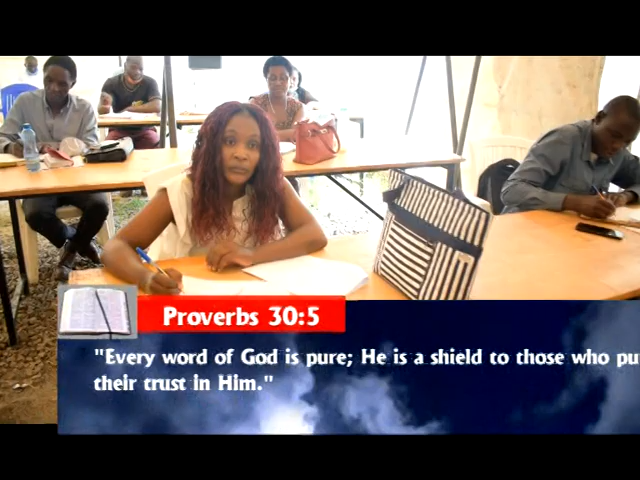 Proverbs 30:5
"Every word of God is pure; He is a shield to those who pu
their trust in Him."